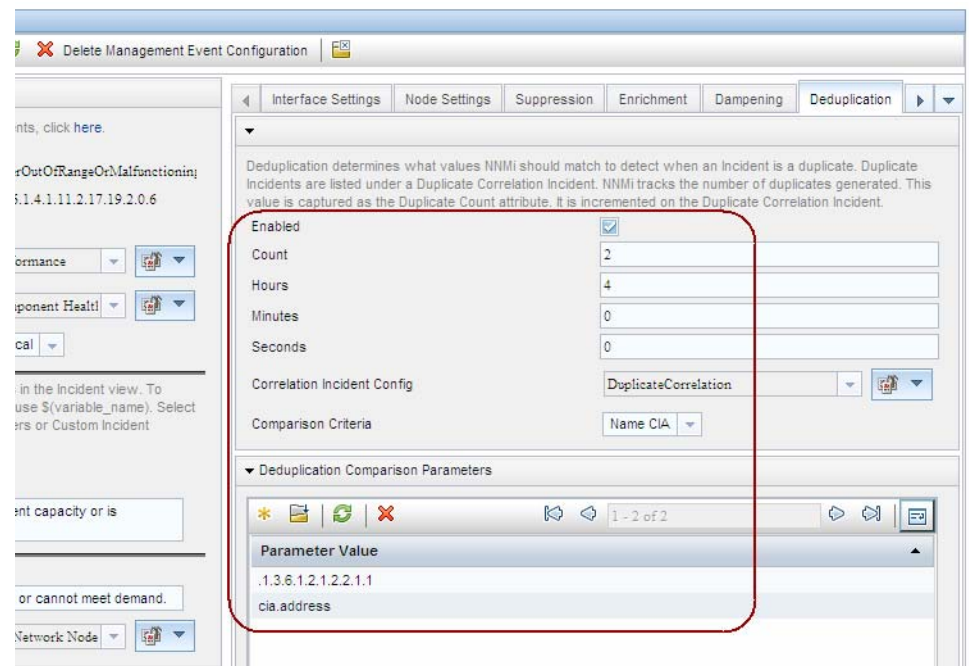 Delete Management Event Configuration
Interface Settings
Node Settings
Suppression
Enrichment
Dampening
Deduplication
nts, click here.
rOutOfRangeOrMalfunctioning
5.1.4.1.11.2.17.19.2.0.6
ormance
ponent Healtl
cal
in the Incident view. To
use $(variable_name). Select
ers or Custom Incident
ent capacity or is
or cannot meet demand.
Network Node
Deduplication determines what values NNMi should match to detect when an Incident is a duplicate. Duplicate
Incidents are listed under a Duplicate Correlation Incident. NNMi tracks the number of duplicates generated. This
value is captured as the Duplicate Count attribute. It is incremented on the Duplicate Correlation Incident.
Enabled
Count 2
Hours 4
Minutes 0
Seconds 0
Correlation Incident Config DuplicateCorrelation
Comparison Criteria Name CIA
Deduplication Comparison Parameters
1 - 2 of 2
Parameter Value
.1.3.6.1.2.1.2.2.1.1
cia.address